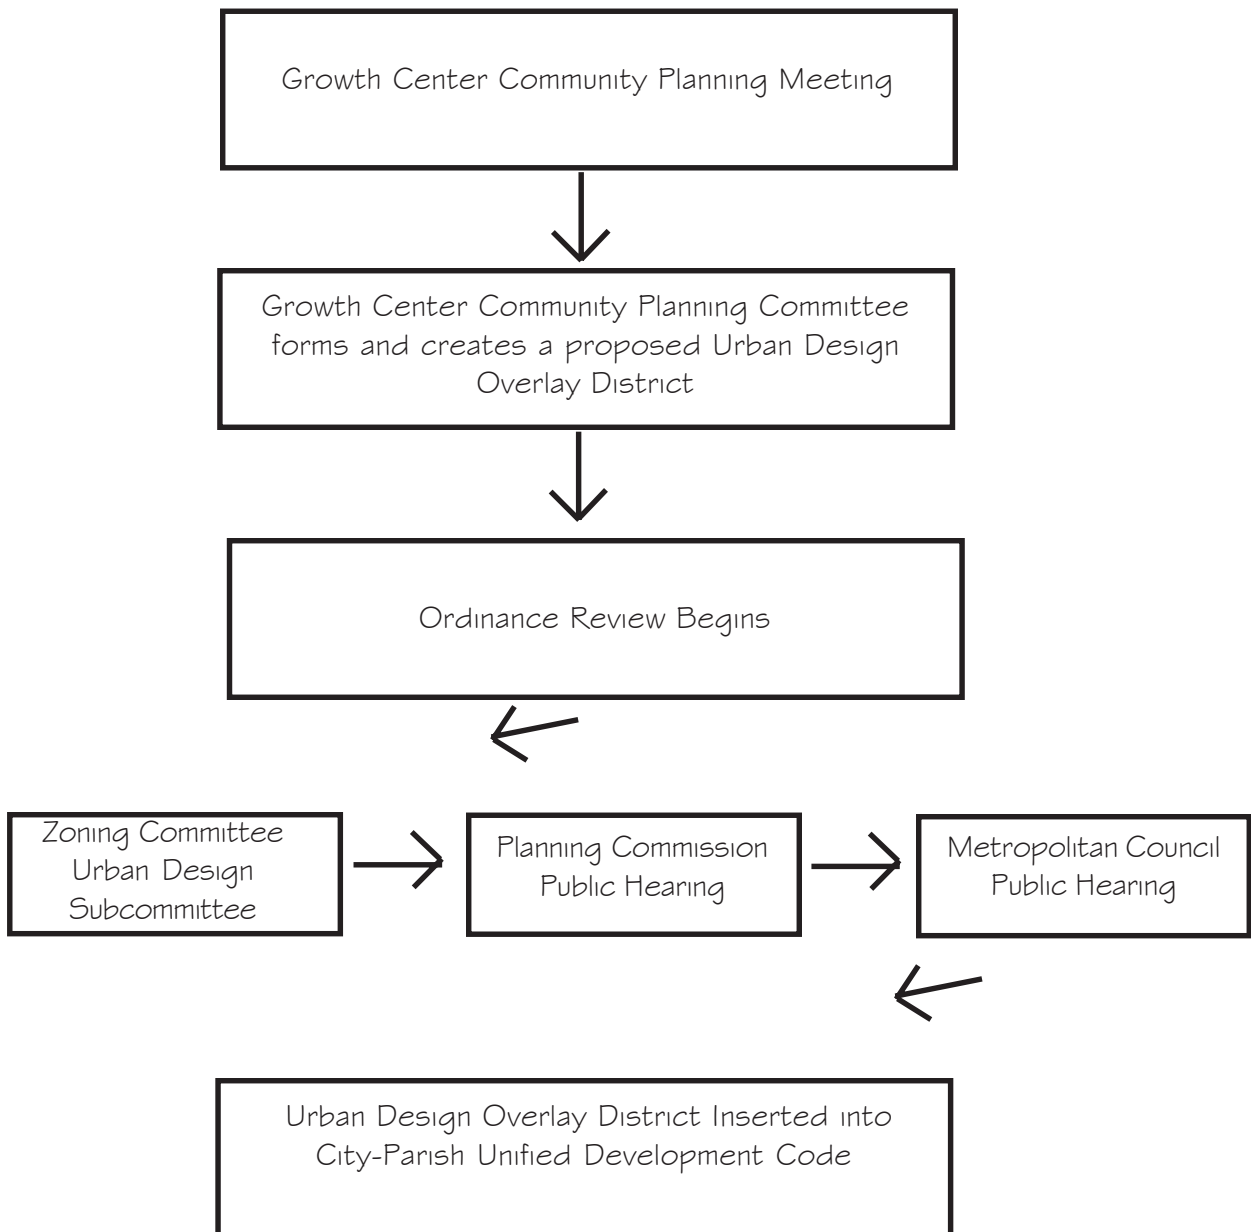 Growth Center Community Planning Meeting
Growth Center Community Planning Committee
forms and creates a proposed Urban Design
Overlay District
Ordinance Review Begins
Zoning Committee
Urban Design
Subcommittee
Planning Commission
Public Hearing
Metropolitan Council
Public Hearing
Urban Design Overlay District Inserted into
City-Parish Unified Development Code